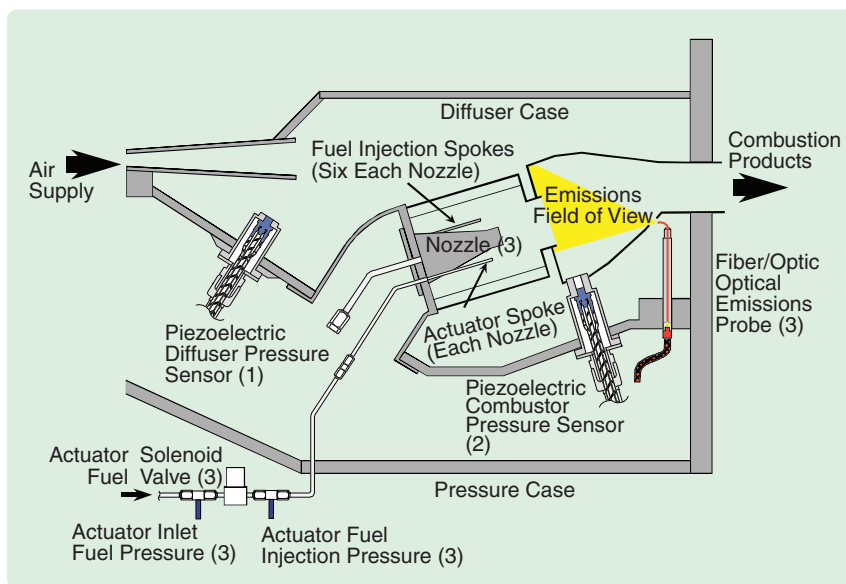 Diffuser Case
Air
Supply
Fuel Injection Spokes
(Six Each Nozzle)
Combustion
Products
Emissions
Field of View
Nozzle (3)
Fiber/Optic
Optical
Emissions
Probe (3)
Actuator Spoke
(Each Nozzle)
Piezoelectric
Diffuser Pressure
Sensor (1)
Piezoelectric
Combustor
Pressure Sensor
(2)
Actuator
Fuel
Solenoid
Valve (3)
Pressure Case
Actuator Inlet
Fuel Pressure (3)
Actuator Fuel
Injection Pressure (3)